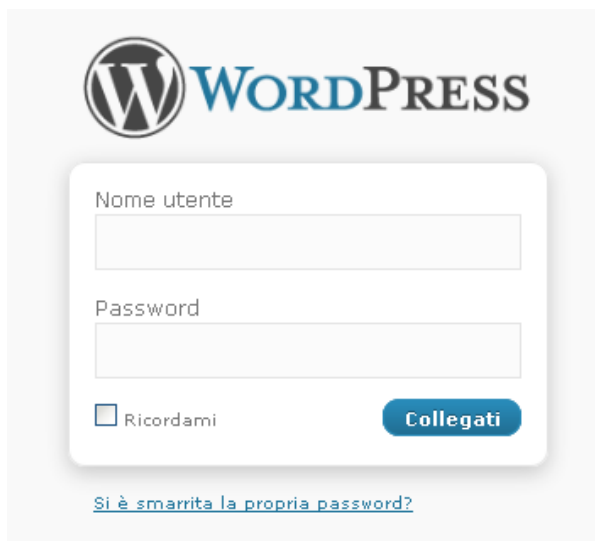 WORDPRESS
Nome utente
Password
Ricordami
Collegati
Si è smarrita la propria password?